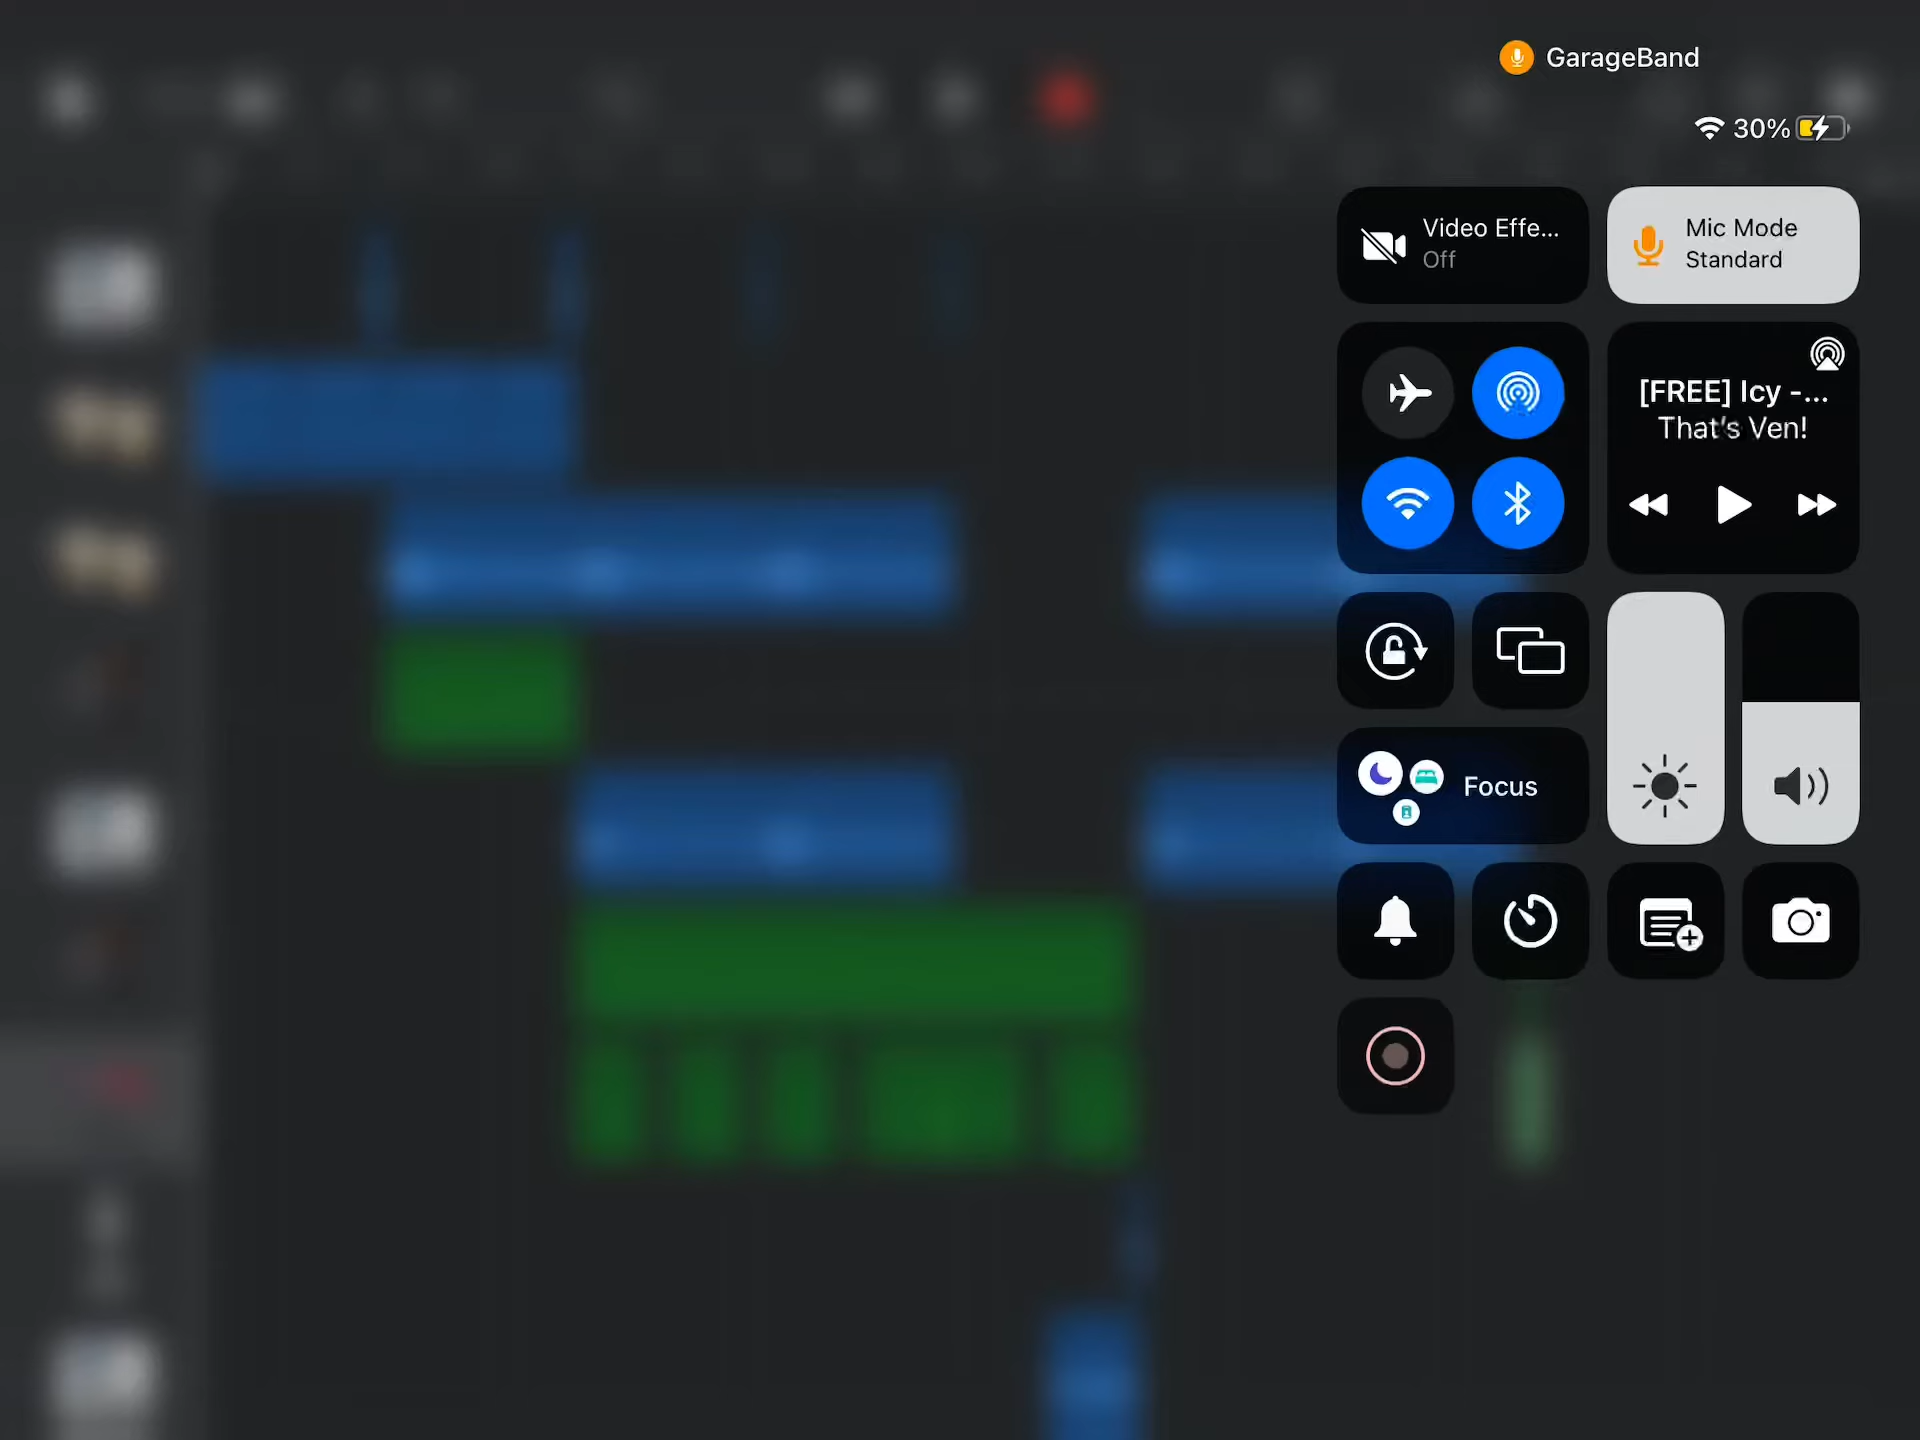 GarageBand
30%
Video Effe...
Off
Mic Mode
Standard
[FREE] Icy -...
That's Ven!
Focus